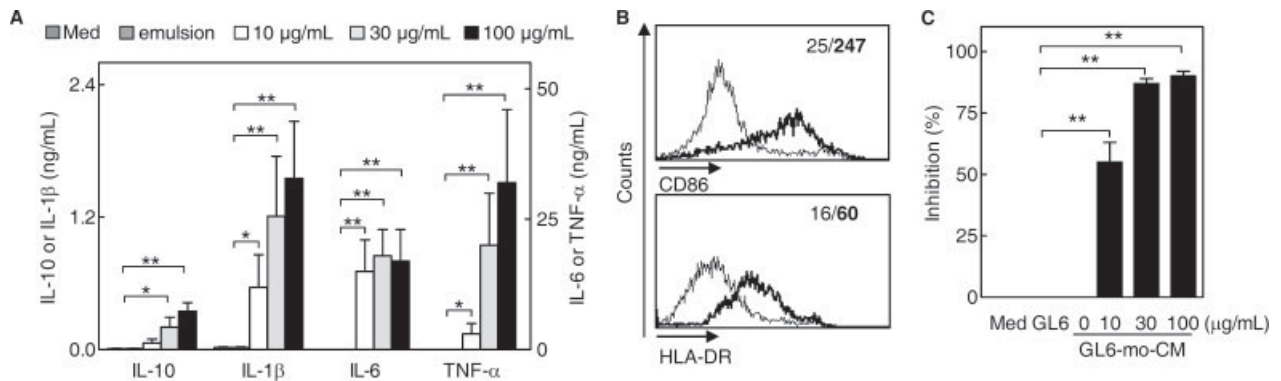 A
Med emulsion 10 µg/mL 30 µg/mL 100 µg/mL
IL-10 or IL-1β (ng/mL)
2.4
1.2
0.0
**
*
**
**
*
**
**
**
**
**
*
50
25
0
IL-6 or TNF-α (ng/mL)
IL-10 IL-1β IL-6 TNF-α
B
Counts
25/247
CD86
16/60
HLA-DR
C
Inhibition (%)
100
75
50
25
0
**
**
**
Med GL6 0 10 30 100 (µg/mL)
GL6-mo-CM